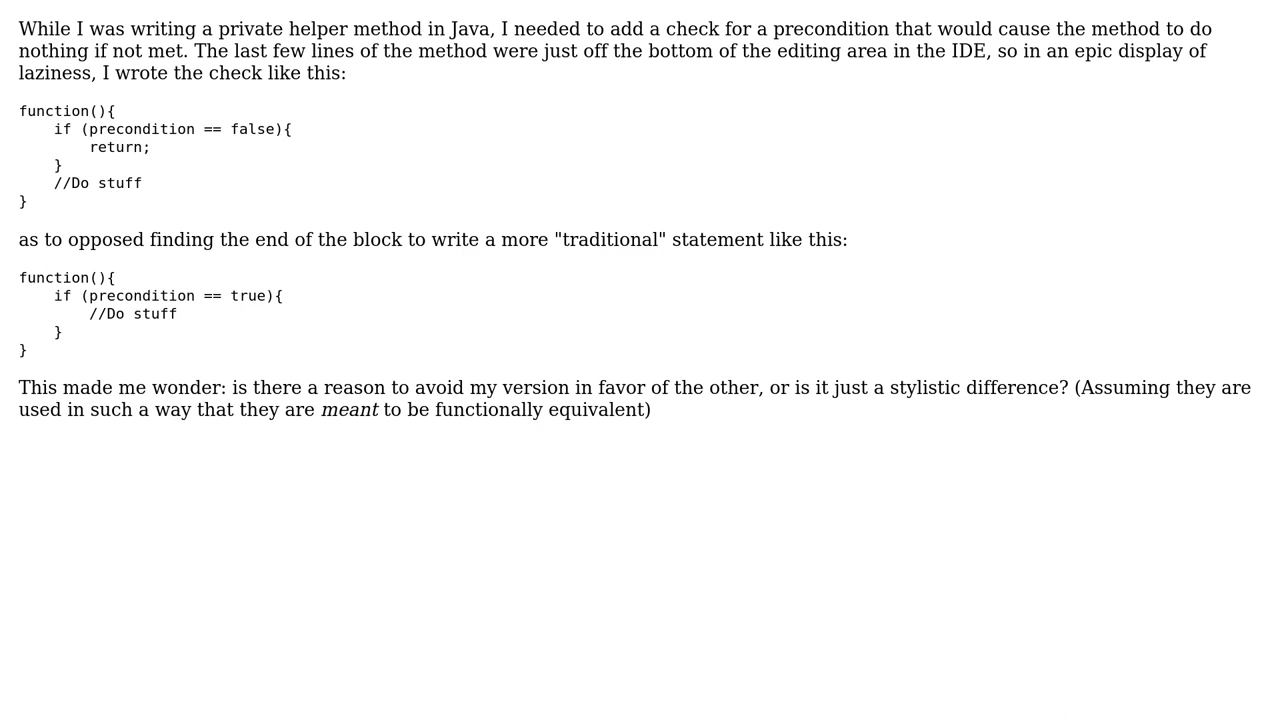 While I was writing a private helper method in Java, I needed to add a check for a precondition that would cause the method to do
nothing if not met. The last few lines of the method were just off the bottom of the editing area in the IDE, so in an epic display of
laziness, I wrote the check like this:
function(){
    if (precondition == false){
        return;
    }
    //Do stuff
}
as to opposed finding the end of the block to write a more "traditional" statement like this:
function(){
    if (precondition == true){
        //Do stuff
    }
}
This made me wonder: is there a reason to avoid my version in favor of the other, or is it just a stylistic difference? (Assuming they are
used in such a way that they are meant to be functionally equivalent)